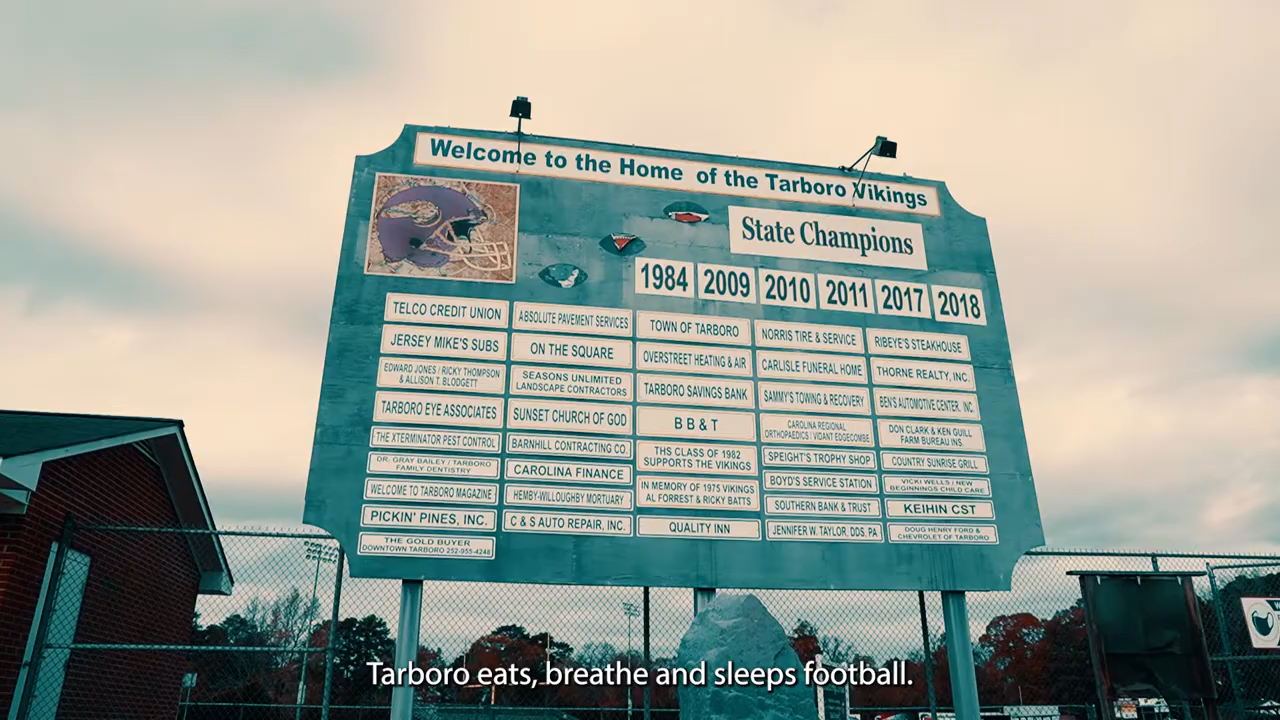 Welcome to the Home of the Tarboro Vikings
State Champions
1984 2009 2010 2011 2017 2018
TELCO CREDIT UNION
JERSEY MIKE'S SUBS
EDWARD JONES / RICKY THOMPSON
& ALLISON T. BLODGETT
TARBORO EYE ASSOCIATES
THE XTERMINATOR PEST CONTROL
DR. GRAY BAILEY / TARBORO
FAMILY DENTISTRY
WELCOME TO TARBORO MAGAZINE
PICKIN' PINES, INC.
THE GOLD BUYER
DOWNTOWN TARBORO 252-955-4248
ABSOLUTE PAVEMENT SERVICES
ON THE SQUARE
SEASONS UNLIMITED
LANDSCAPE CONTRACTORS
SUNSET CHURCH OF GOD
BARNHILL CONTRACTING CO.
CAROLINA FINANCE
HEMBY-WILLOUGHBY MORTUARY
C & S AUTO REPAIR, INC.
TOWN OF TARBORO
OVERSTREET HEATING & AIR
TARBORO SAVINGS BANK
BB&T
THS CLASS OF 1982
SUPPORTS THE VIKINGS
IN MEMORY OF 1975 VIKINGS
AL FORREST & RICKY BATTS
QUALITY INN
NORRIS TIRE & SERVICE
CARLISLE FUNERAL HOME
SAMMY'S TOWING & RECOVERY
CAROLINA REGIONAL
ORTHOPAEDICS / VIDANT EDGECOMBE
SPEIGHT'S TROPHY SHOP
BOYD'S SERVICE STATION
SOUTHERN BANK & TRUST
JENNIFER W. TAYLOR, DDS, PA
RIBEYE'S STEAKHOUSE
THORNE REALTY, INC.
BEN'S AUTOMOTIVE CENTER, INC.
DON CLARK & KEN GUILL
FARM BUREAU INS.
COUNTRY SUNRISE GRILL
VICKI WELLS / NEW
BEGINNINGS CHILD CARE
KEIHIN CST
DOUG HENRY FORD &
CHEVROLET OF TARBORO
Tarboro eats, breathe and sleeps football.